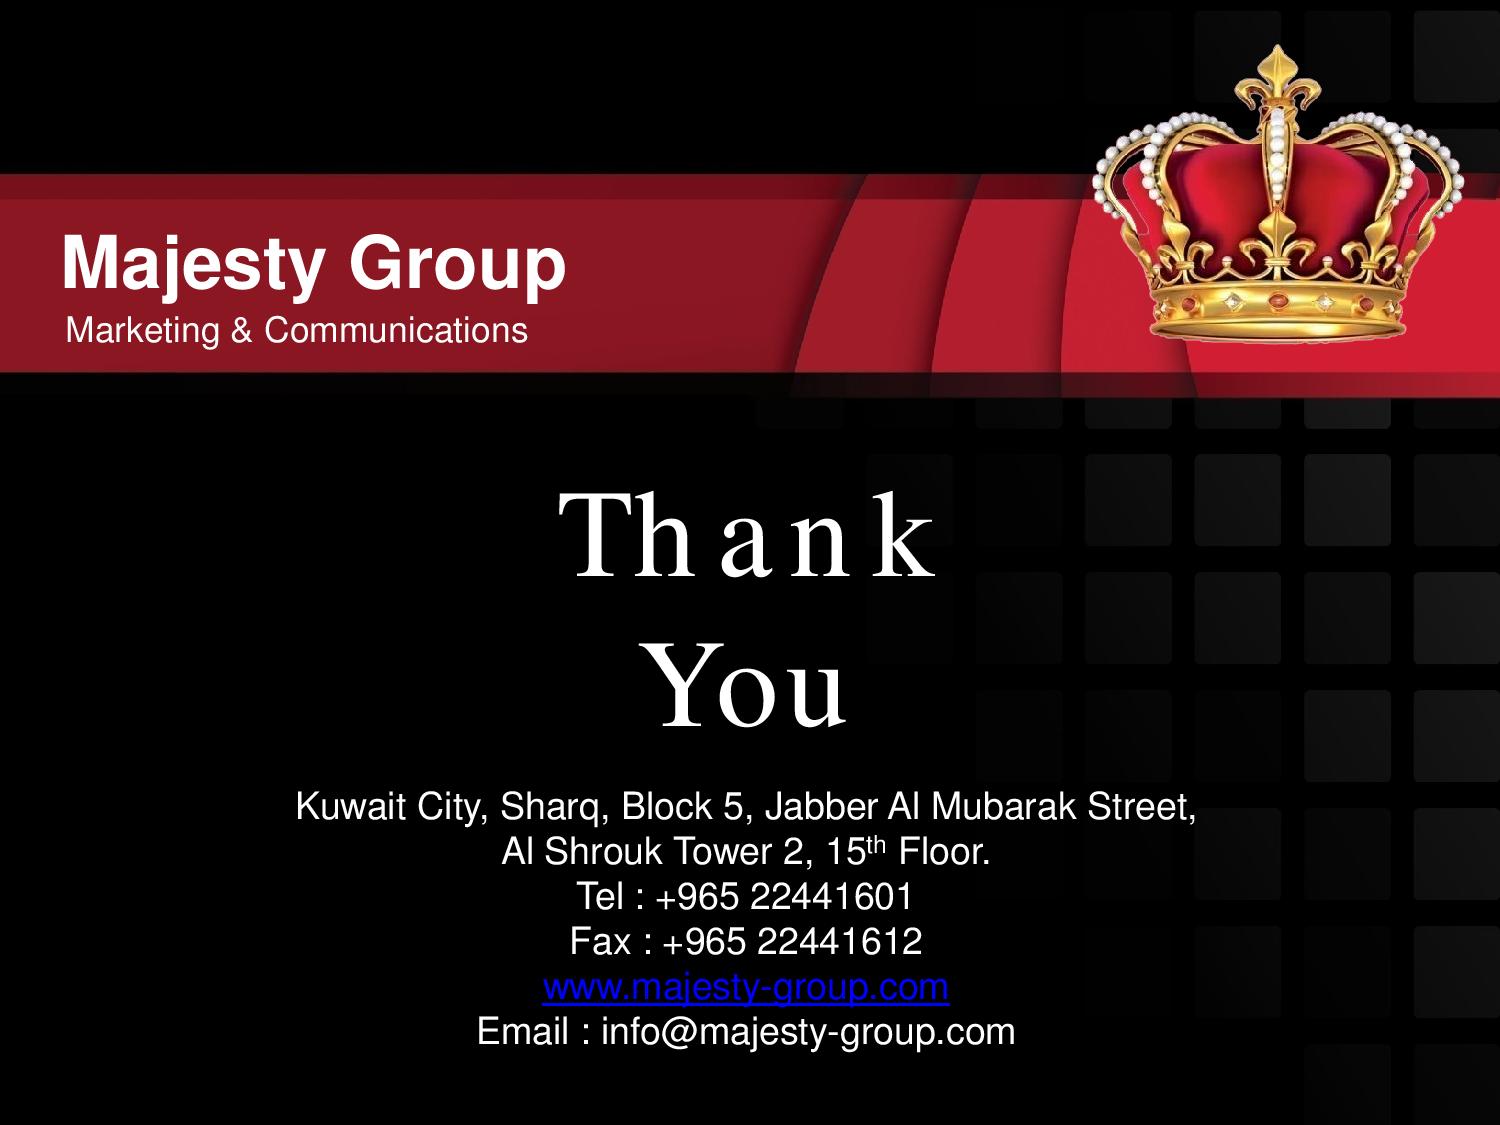 Majesty Group
Marketing & Communications
Thank
You
Kuwait City, Sharq, Block 5, Jabber Al Mubarak Street,
Al Shrouk Tower 2, 15th Floor.
Tel : +965 22441601
Fax : +965 22441612
www.majesty-group.com
Email : info@majesty-group.com